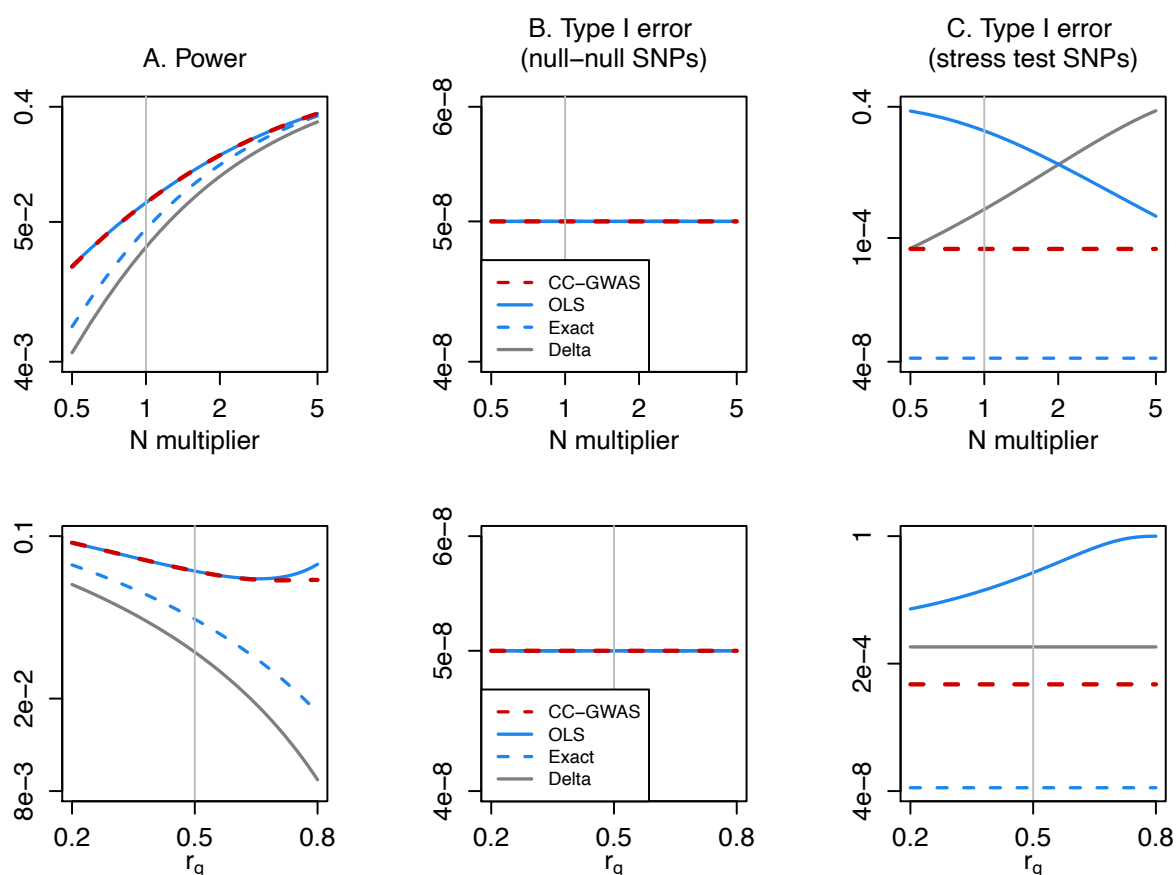 A. Power
0.4
5e−2
4e−3
0.5 1 2 5
N multiplier
B. Type I error
(null−null SNPs)
6e−8
5e−8
4e−8
CC−GWAS
OLS
Exact
Delta
0.5 1 2 5
N multiplier
C. Type I error
(stress test SNPs)
0.4
1e−4
4e−8
0.5 1 2 5
N multiplier
0.1
2e−2
8e−3
0.2 0.5 0.8
rg
6e−8
5e−8
4e−8
CC−GWAS
OLS
Exact
Delta
0.2 0.5 0.8
rg
1
2e−4
4e−8
0.2 0.5 0.8
rg